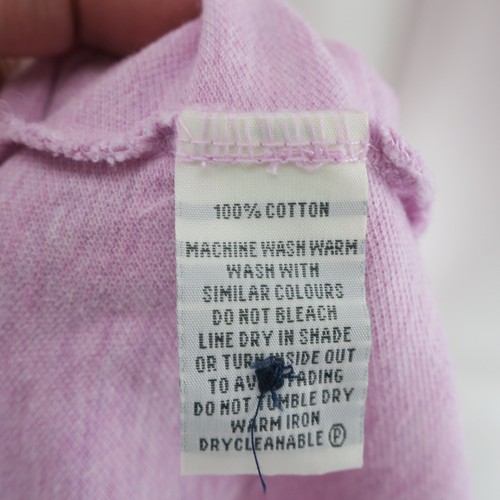 100% COTTON
MACHINE WASH WARM
WASH WITH
SIMILAR COLOURS
DO NOT BLEACH
LINE DRY IN SHADE
OR TURN INSIDE OUT
TO AVOID FADING
DO NOT TUMBLE DRY
WARM IRON
DRYCLEANABLE Ⓟ